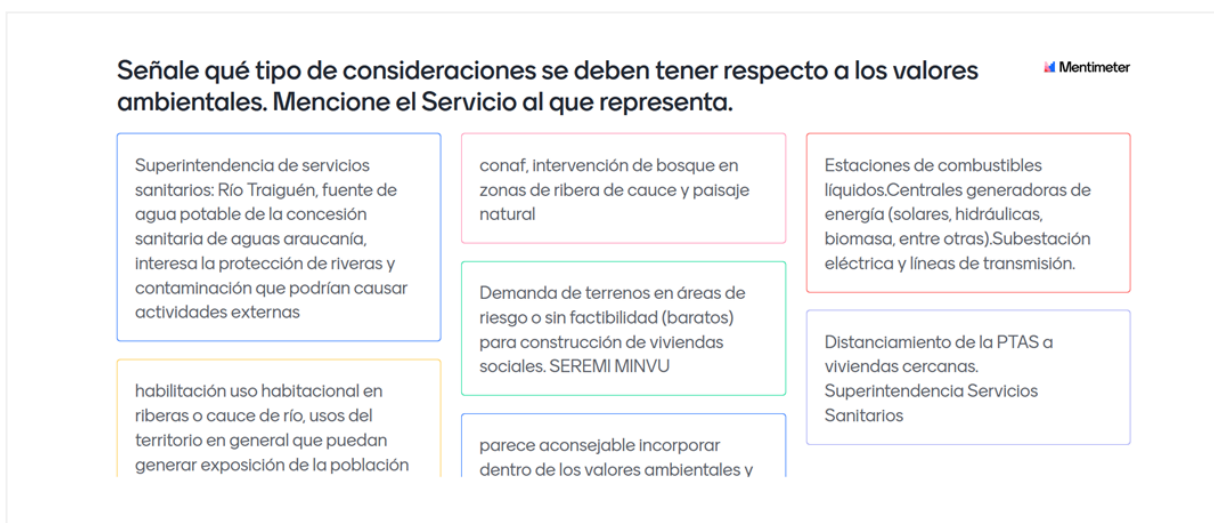 Señale qué tipo de consideraciones se deben tener respecto a los valores
ambientales. Mencione el Servicio al que representa.
Mentimeter
Superintendencia de servicios
sanitarios: Río Traiguén, fuente de
agua potable de la concesión
sanitaria de aguas araucanía,
interesa la protección de riveras y
contaminación que podrían causar
actividades externas
habilitación uso habitacional en
riberas o cauce de río, usos del
territorio en general que puedan
generar exposición de la población
conaf, intervención de bosque en
zonas de ribera de cauce y paisaje
natural
Demanda de terrenos en áreas de
riesgo o sin factibilidad (baratos)
para construcción de viviendas
sociales. SEREMI MINVU
parece aconsejable incorporar
dentro de los valores ambientales y
Estaciones de combustibles
líquidos.Centrales generadoras de
energía (solares, hidráulicas,
biomasa, entre otras).Subestación
eléctrica y líneas de transmisión.
Distanciamiento de la PTAS a
viviendas cercanas.
Superintendencia Servicios
Sanitarios